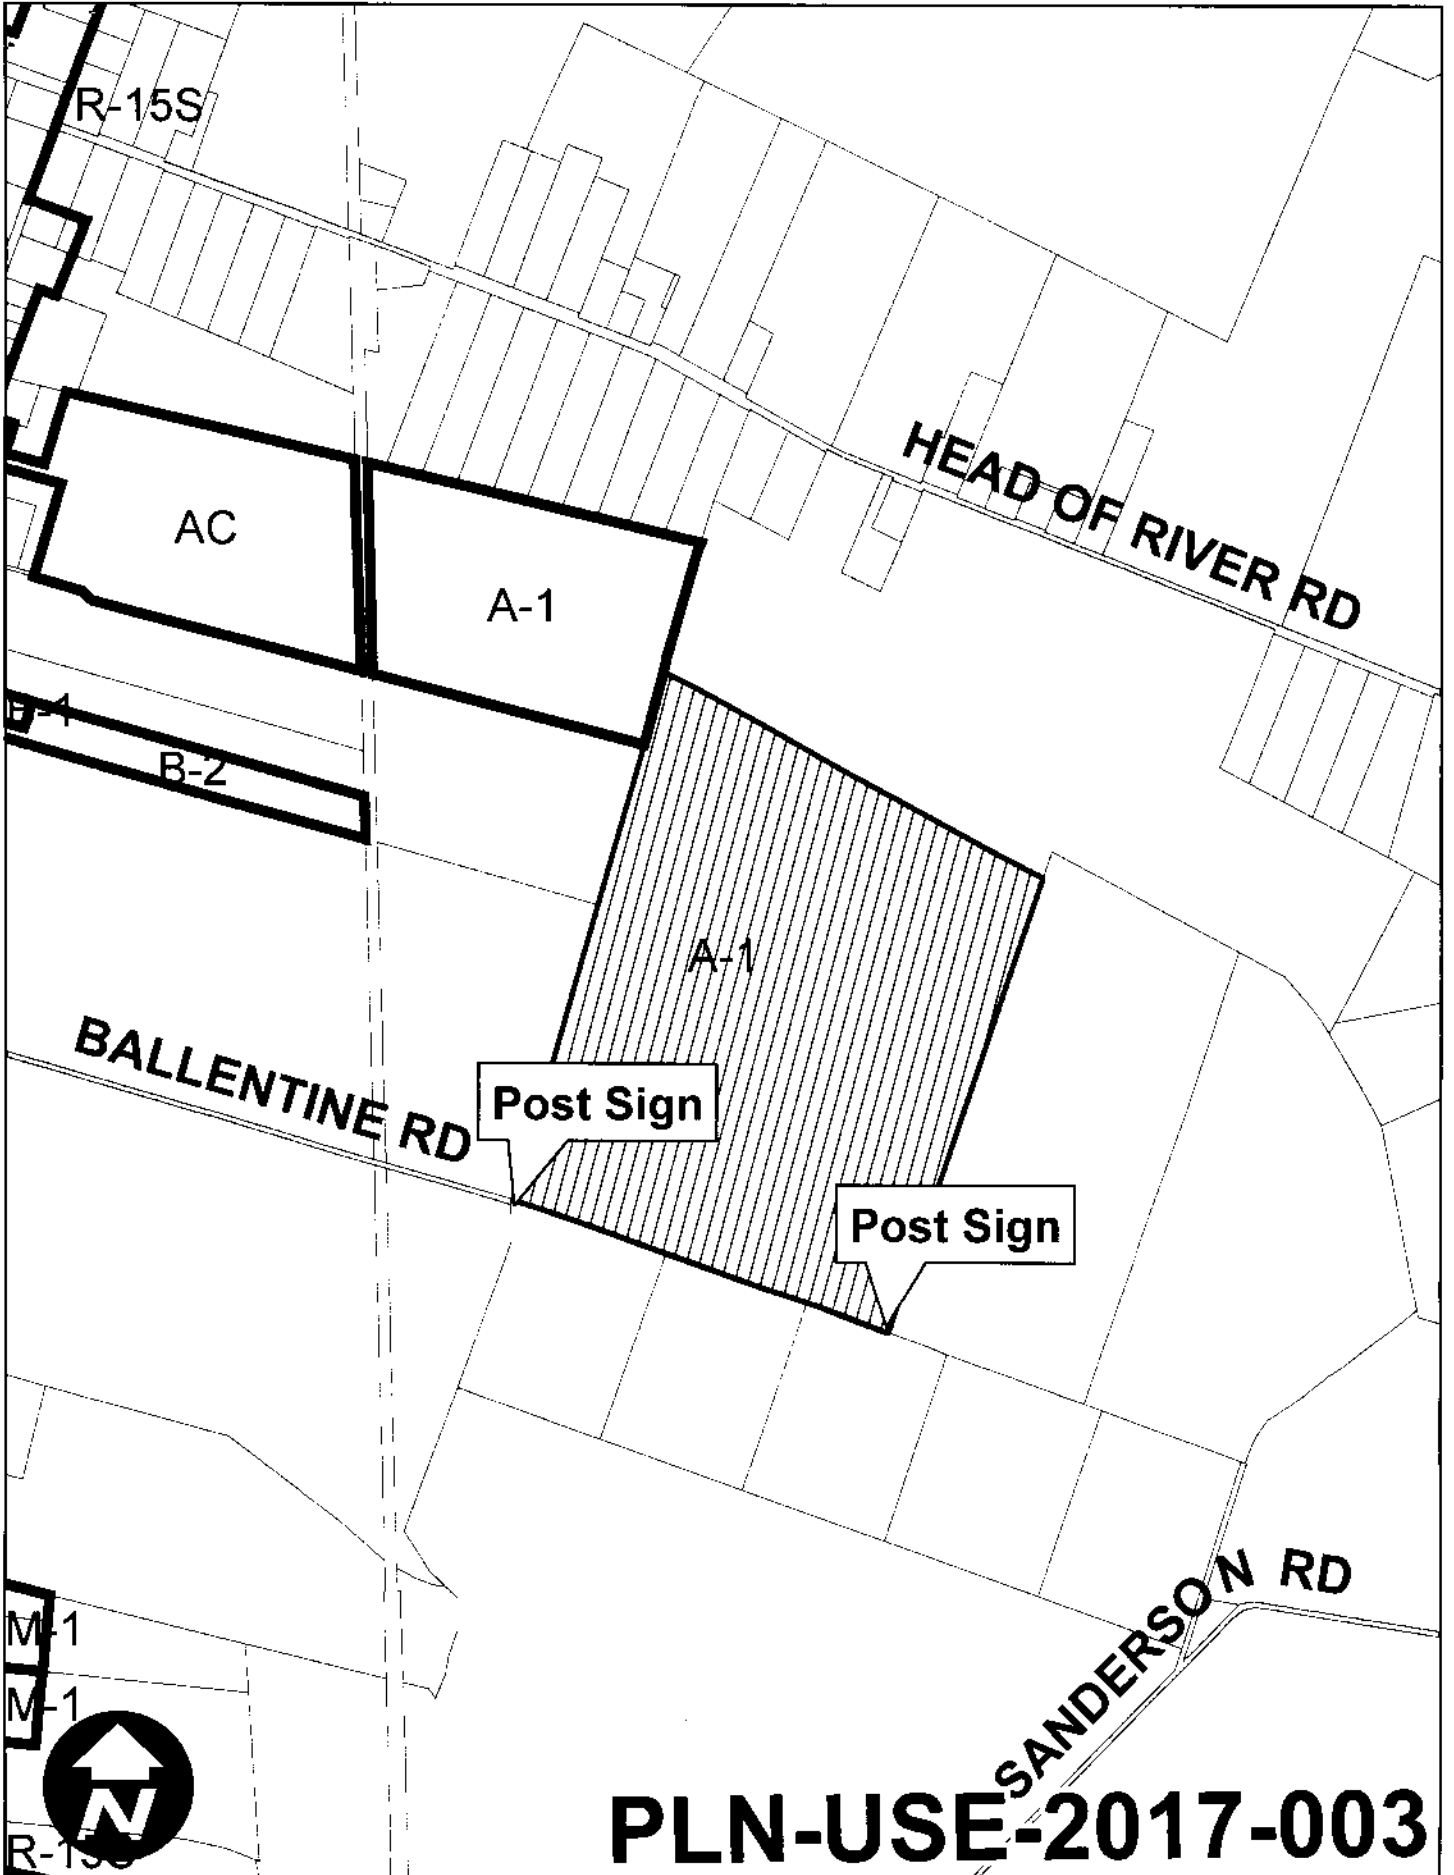 R-15S
HEAD OF RIVER RD
AC
A-1
B-2
A-1
BALLENTINE RD
Post Sign
Post Sign
SANDERSON RD
M-1
M-1
N
PLN-USE-2017-003